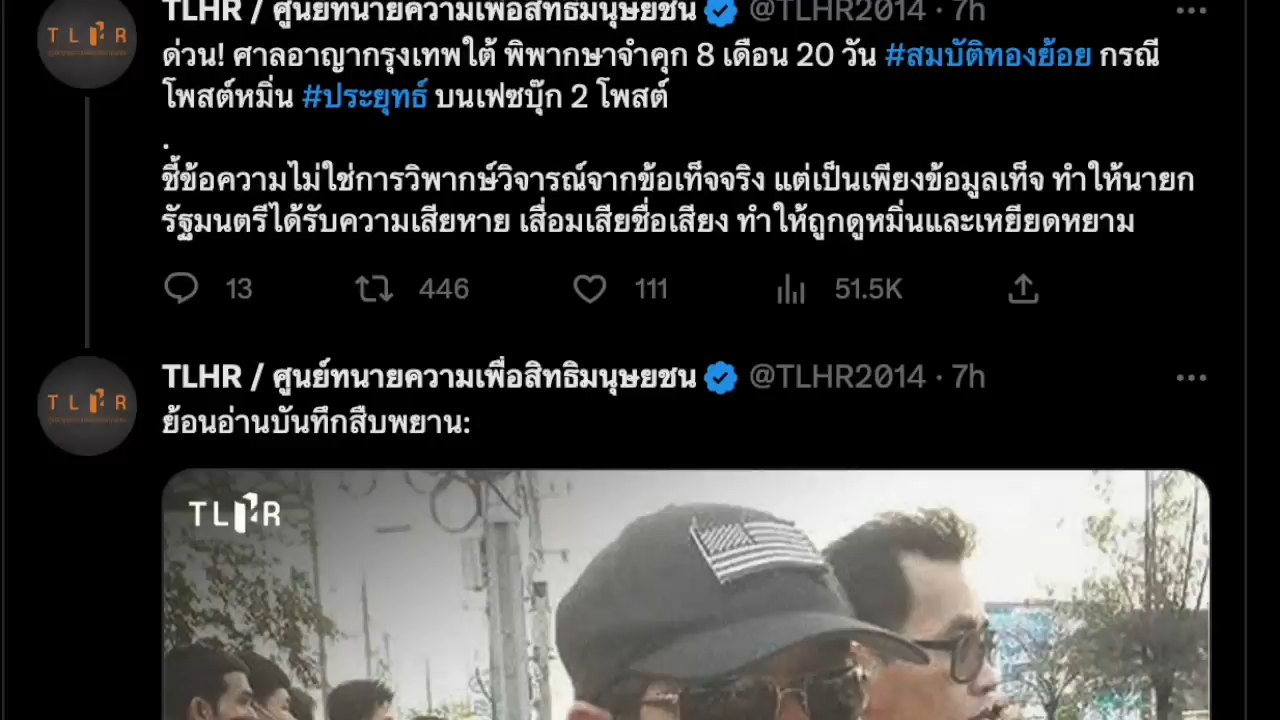 TLHR / ศูนย์ทนายความเพื่อสิทธิมนุษยชน @TLHR2014 · 7h
TLHR
ด่วน! ศาลอาญากรุงเทพใต้ พิพากษาจำคุก 8 เดือน 20 วัน #สมบัติทองย้อย กรณี
โพสต์หมิ่น #ประยุทธ์ บนเฟซบุ๊ก 2 โพสต์
.
ชี้ข้อความไม่ใช่การวิพากษ์วิจารณ์จากข้อเท็จจริง แต่เป็นเพียงข้อมูลเท็จ ทำให้นายก
รัฐมนตรีได้รับความเสียหาย เสื่อมเสียชื่อเสียง ทำให้ถูกดูหมิ่นและเหยียดหยาม
13 446 111 51.5K
TLHR / ศูนย์ทนายความเพื่อสิทธิมนุษยชน @TLHR2014 · 7h
TLHR
ย้อนอ่านบันทึกสืบพยาน:
TLHR